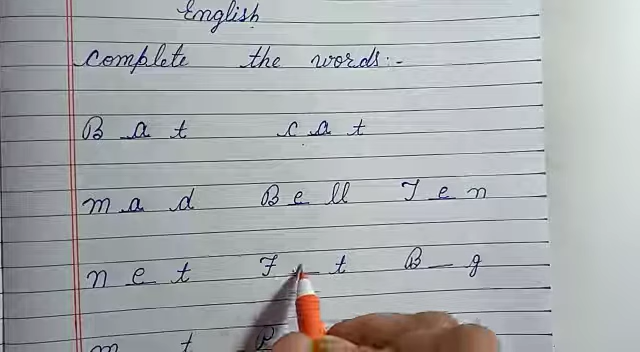 English
Complete the words:-
B a t c a t
m a d B e ll T e n
n e t F _ t B _ g
m t